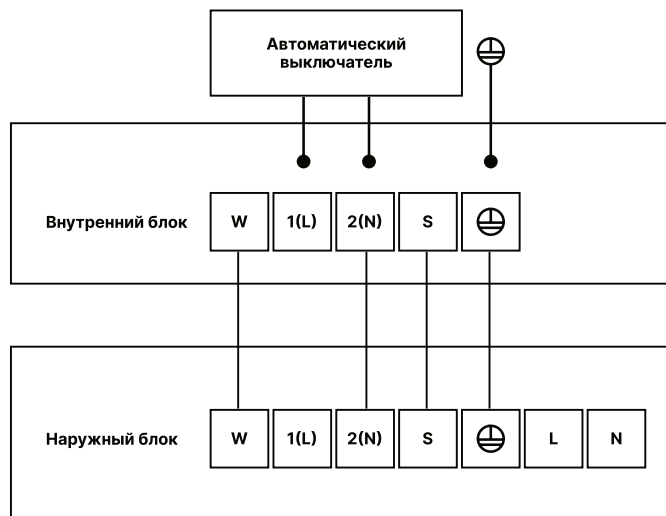 Автоматический
выключатель
Внутренний блок W 1(L) 2(N) S
Наружный блок W 1(L) 2(N) S L N